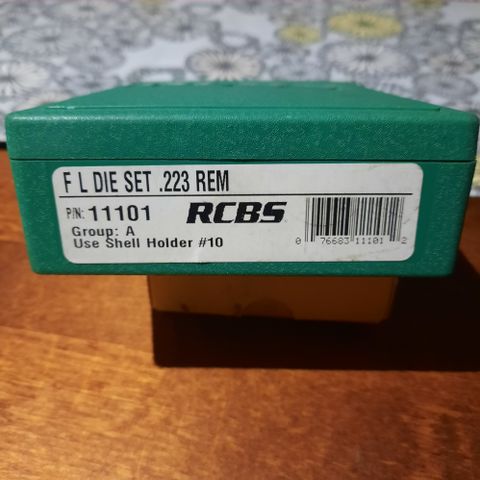 F L DIE SET .223 REM
P/N: 11101 RCBS
Group: A
Use Shell Holder #10
0 76683 11101 2